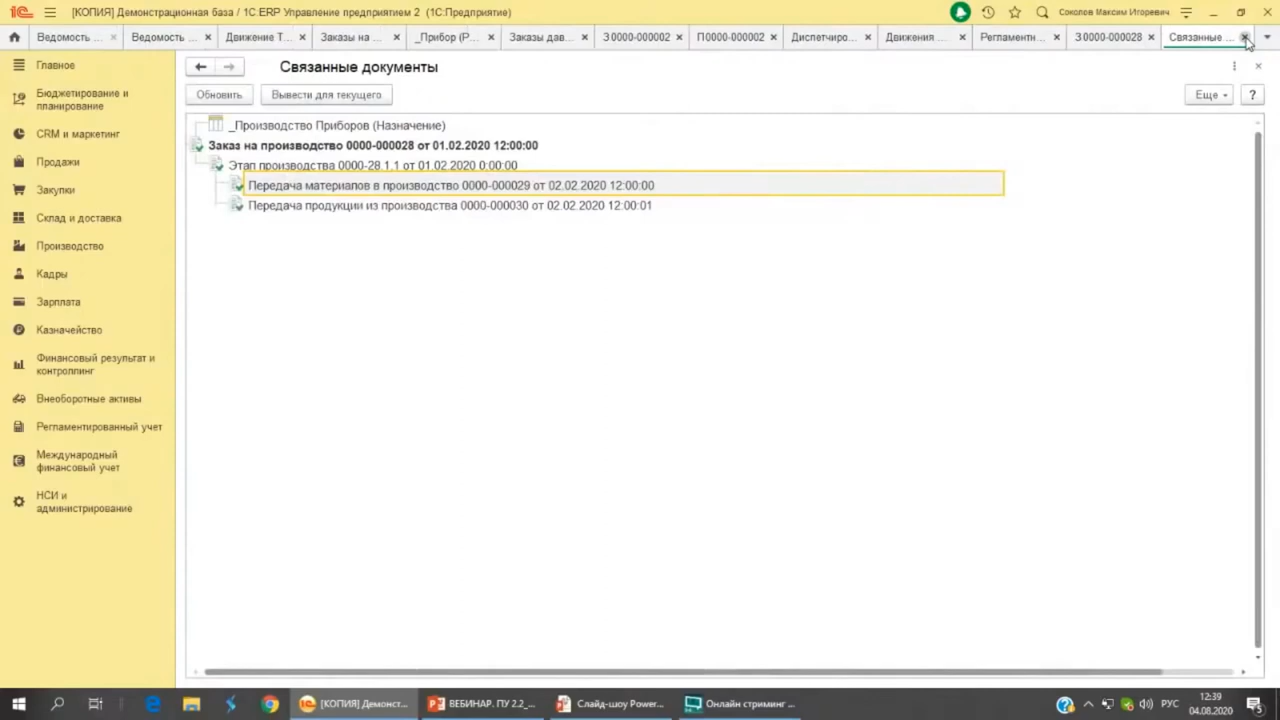 1С [КОПИЯ] Демонстрационная база / 1С:ERP Управление предприятием 2 (1С:Предприятие) Соколов Максим Игоревич
Ведомость ... Ведомость ... Движение Т... Заказы на ... _Прибор (Р... Заказы дав... З0000-000002 П0000-000002 Диспетчиро... Движения ... Регламентн... З0000-000028 Связанные ...
Главное
Бюджетирование и
планирование
CRM и маркетинг
Продажи
Закупки
Склад и доставка
Производство
Кадры
Зарплата
Казначейство
Финансовый результат и
контроллинг
Внеоборотные активы
Регламентированный учет
Международный
финансовый учет
НСИ и
администрирование
Связанные документы
Обновить Вывести для текущего Еще ?
_Производство Приборов (Назначение)
Заказ на производство 0000-000028 от 01.02.2020 12:00:00
Этап производства 0000-28.1.1 от 01.02.2020 0:00:00
Передача материалов в производство 0000-000029 от 02.02.2020 12:00:00
Передача продукции из производства 0000-000030 от 02.02.2020 12:00:01
[КОПИЯ] Демонст... ВЕБИНАР. ПУ 2.2_... Слайд-шоу Power... Онлайн стриминг ... РУС 12:39
04.08.2020 5